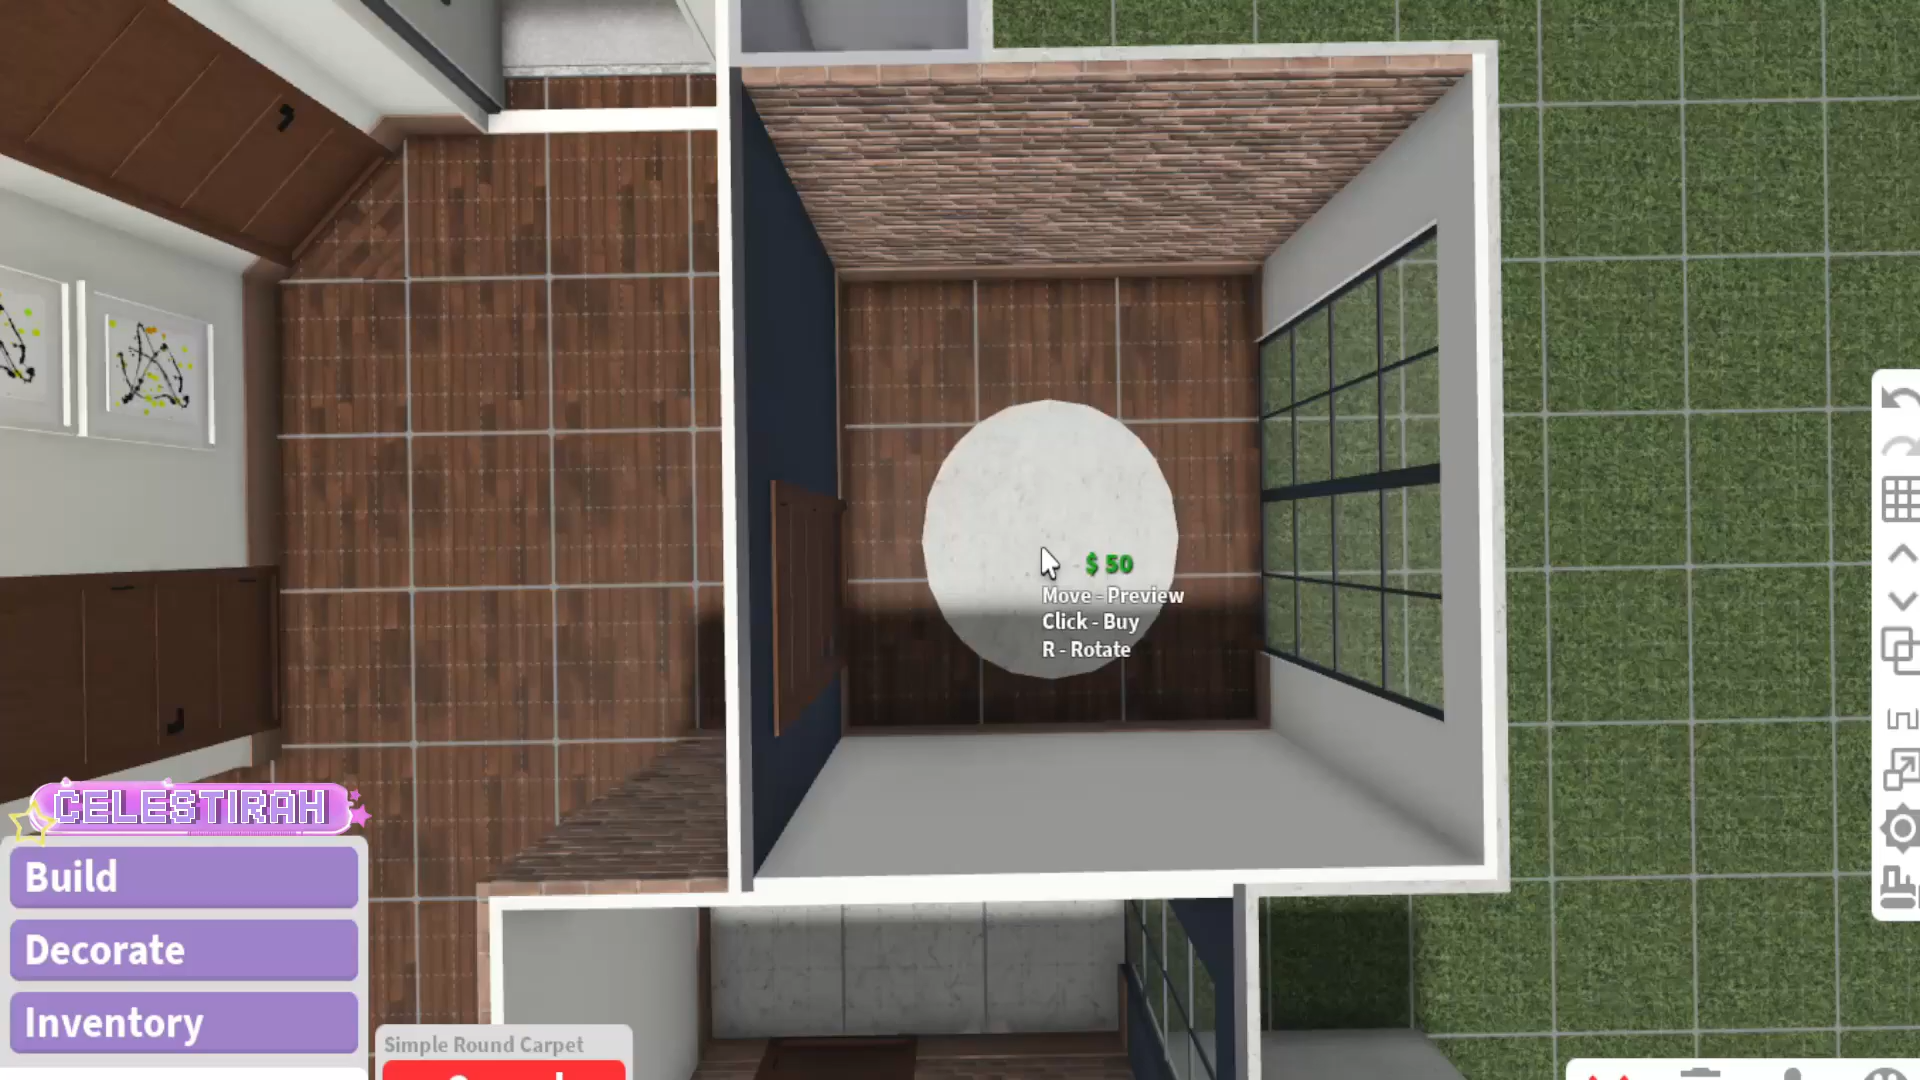 $ 50
Move - Preview
Click - Buy
R - Rotate
CELESTIRAH
Build
Decorate
Inventory
Simple Round Carpet